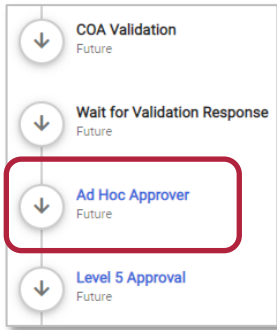 COA Validation
Future
Wait for Validation Response
Future
Ad Hoc Approver
Future
Level 5 Approval
Future